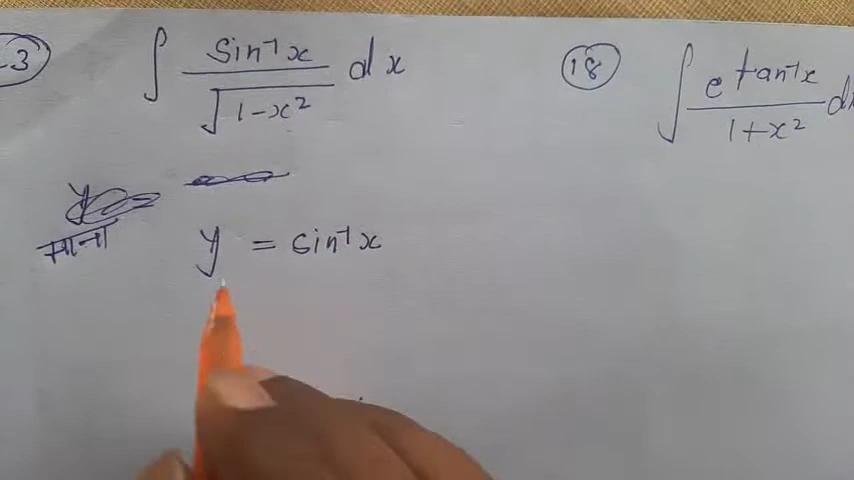 -3 ∫ sin⁻¹x / √(1-x²) dx
(18) ∫ e^(tan⁻¹x) / (1+x²) dx
माना y = sin⁻¹x